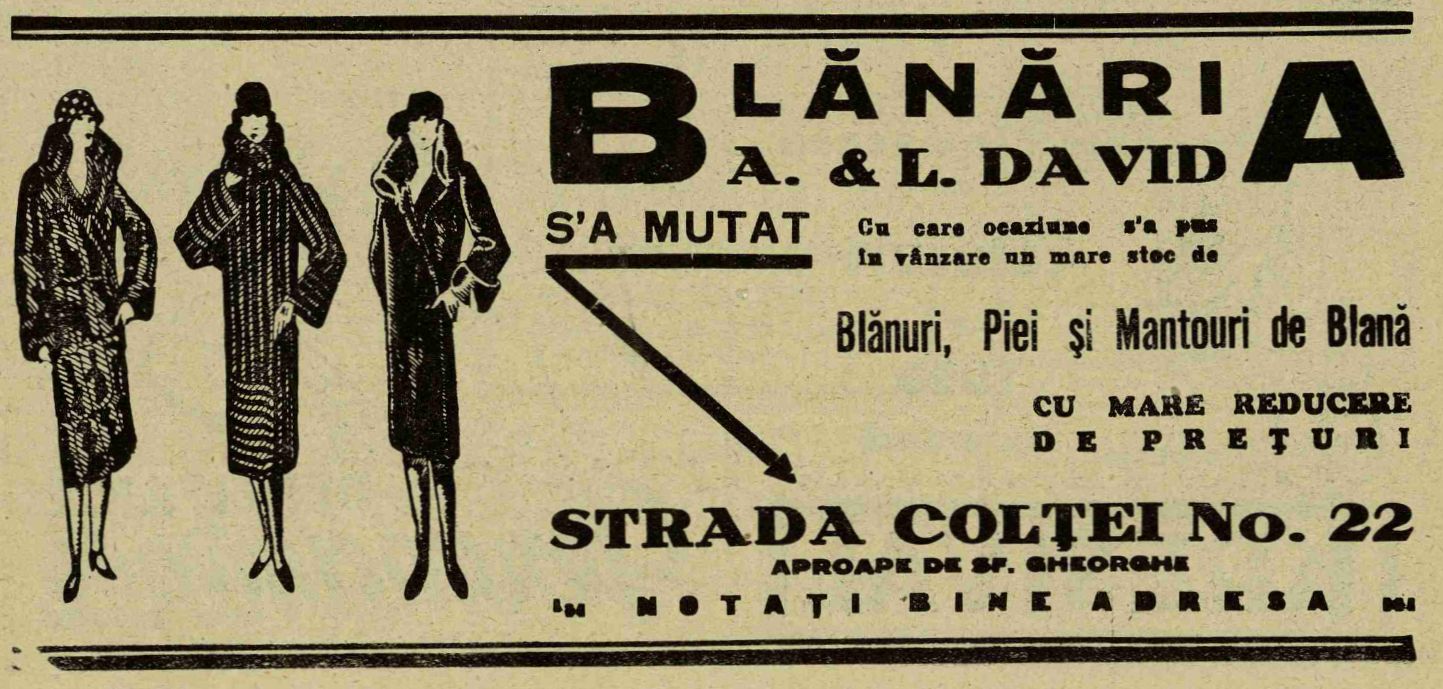 BLĂNĂRIA
A. & L. DAVID
S'A MUTAT
Cu care ocaziune s'a pus
în vânzare un mare stoc de
Blănuri, Piei şi Mantouri de Blană
CU MARE REDUCERE
DE PREŢURI
STRADA COLŢEI No. 22
APROAPE DE SF. GHEORGHE
NOTAŢI BINE ADRESA